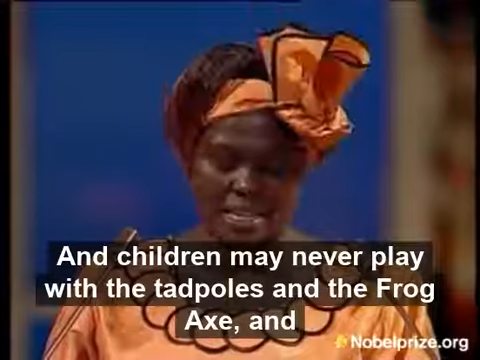 And children may never play
with the tadpoles and the Frog
Axe, and
Nobelprize.org